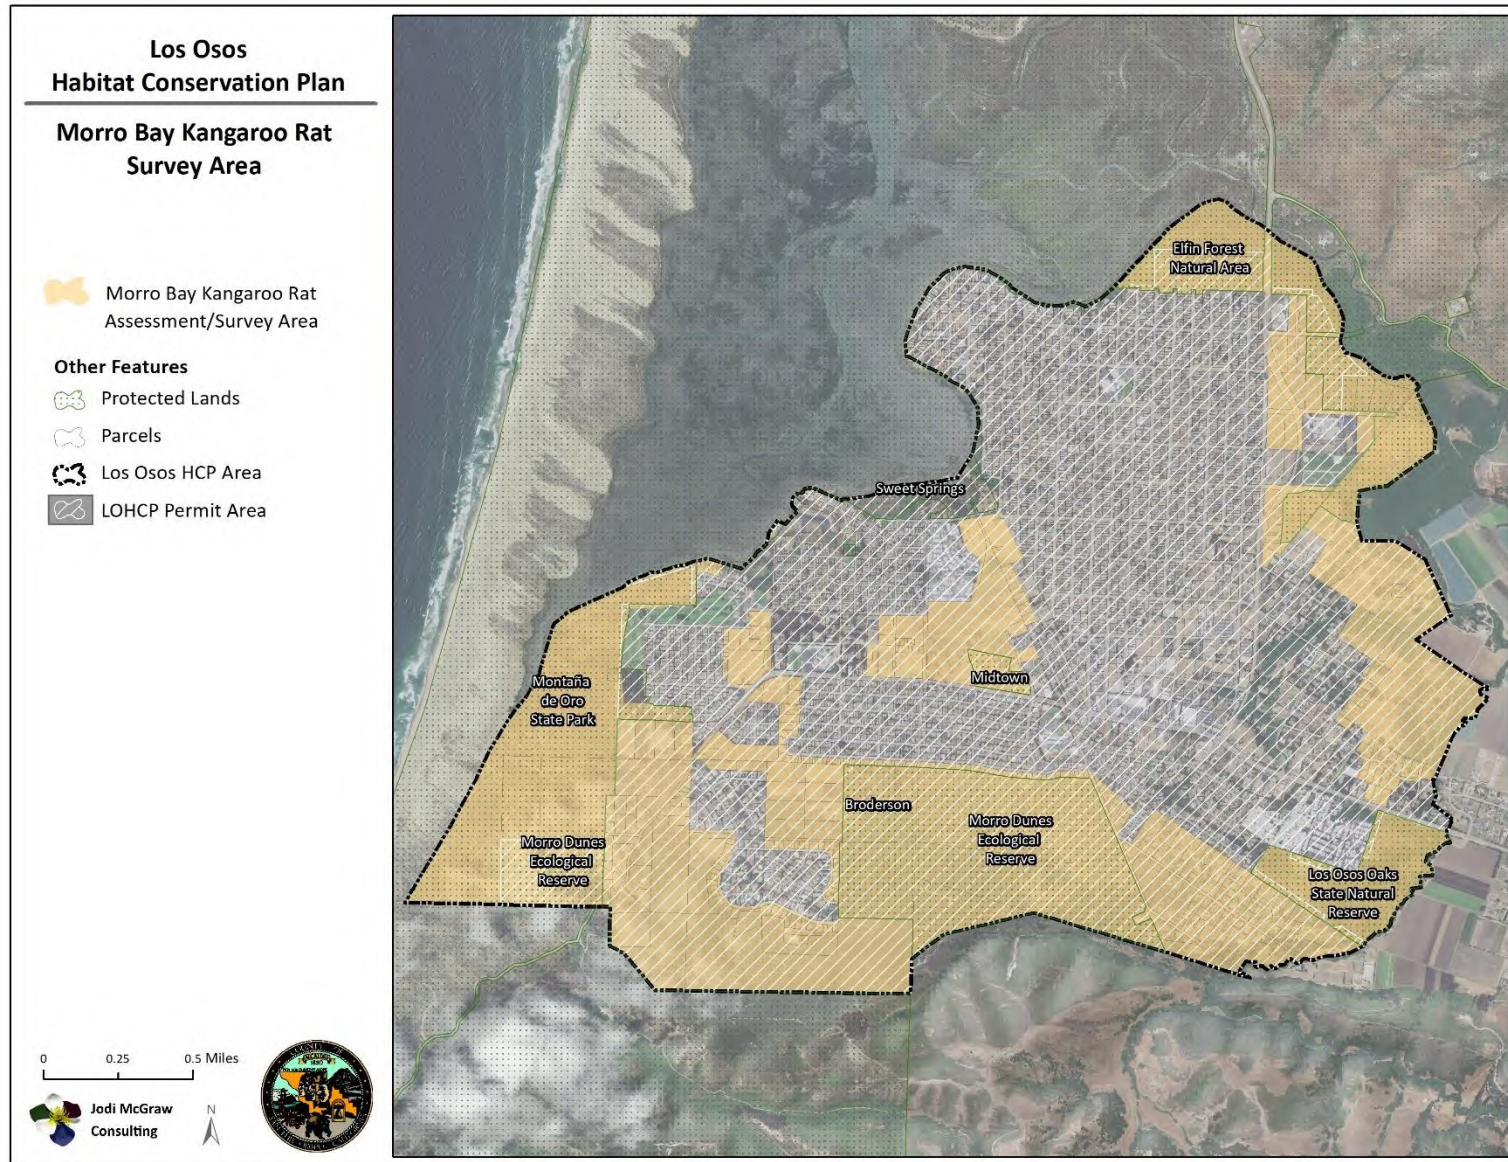 Los Osos
Habitat Conservation Plan
Morro Bay Kangaroo Rat
Survey Area
Morro Bay Kangaroo Rat
Assessment/Survey Area
Other Features
Protected Lands
Parcels
Los Osos HCP Area
LOHCP Permit Area
0 0.25 0.5 Miles
Jodi McGraw
Consulting
N
Elfin Forest
Natural Area
Sweet Springs
Midtown
Montaña
de Oro
State Park
Broderson
Morro Dunes
Ecological
Reserve
Morro Dunes
Ecological
Reserve
Los Osos Oaks
State Natural
Reserve